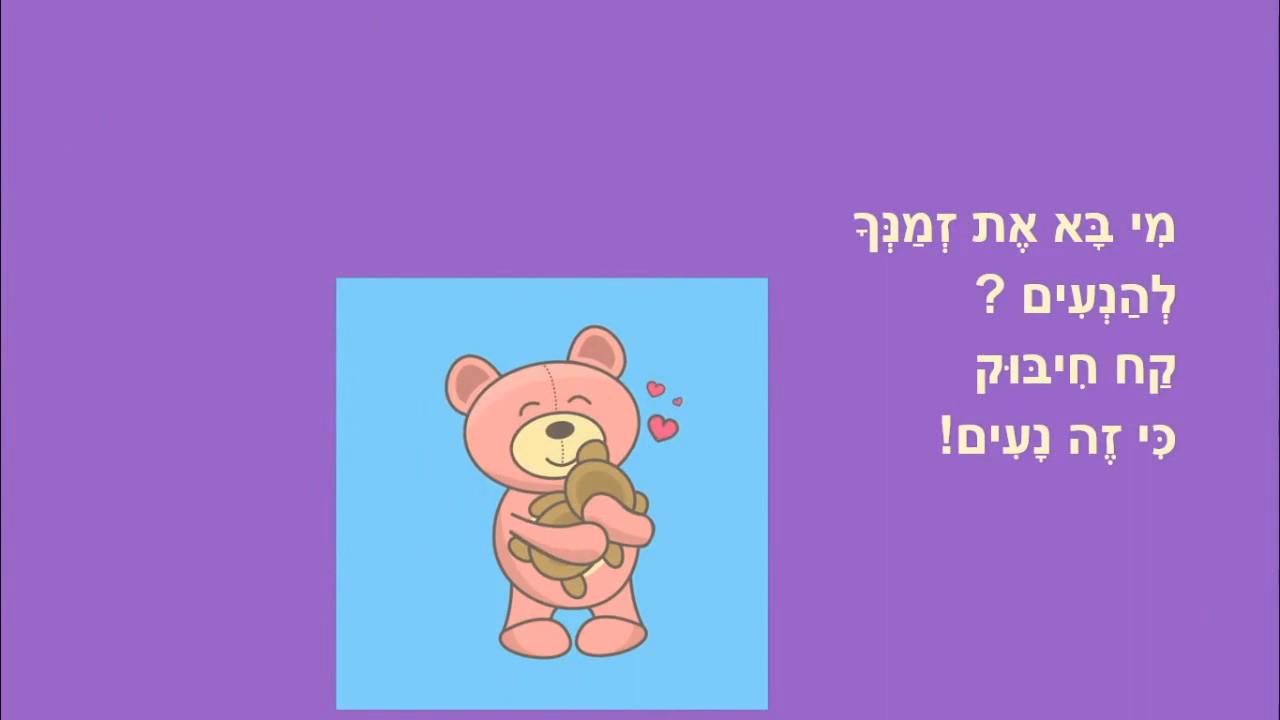 מִי בָּא אֶת זְמַנְּךָ
לְהַנְעִים ?
קַח חִיבּוּק
כִּי זֶה נָעִים!